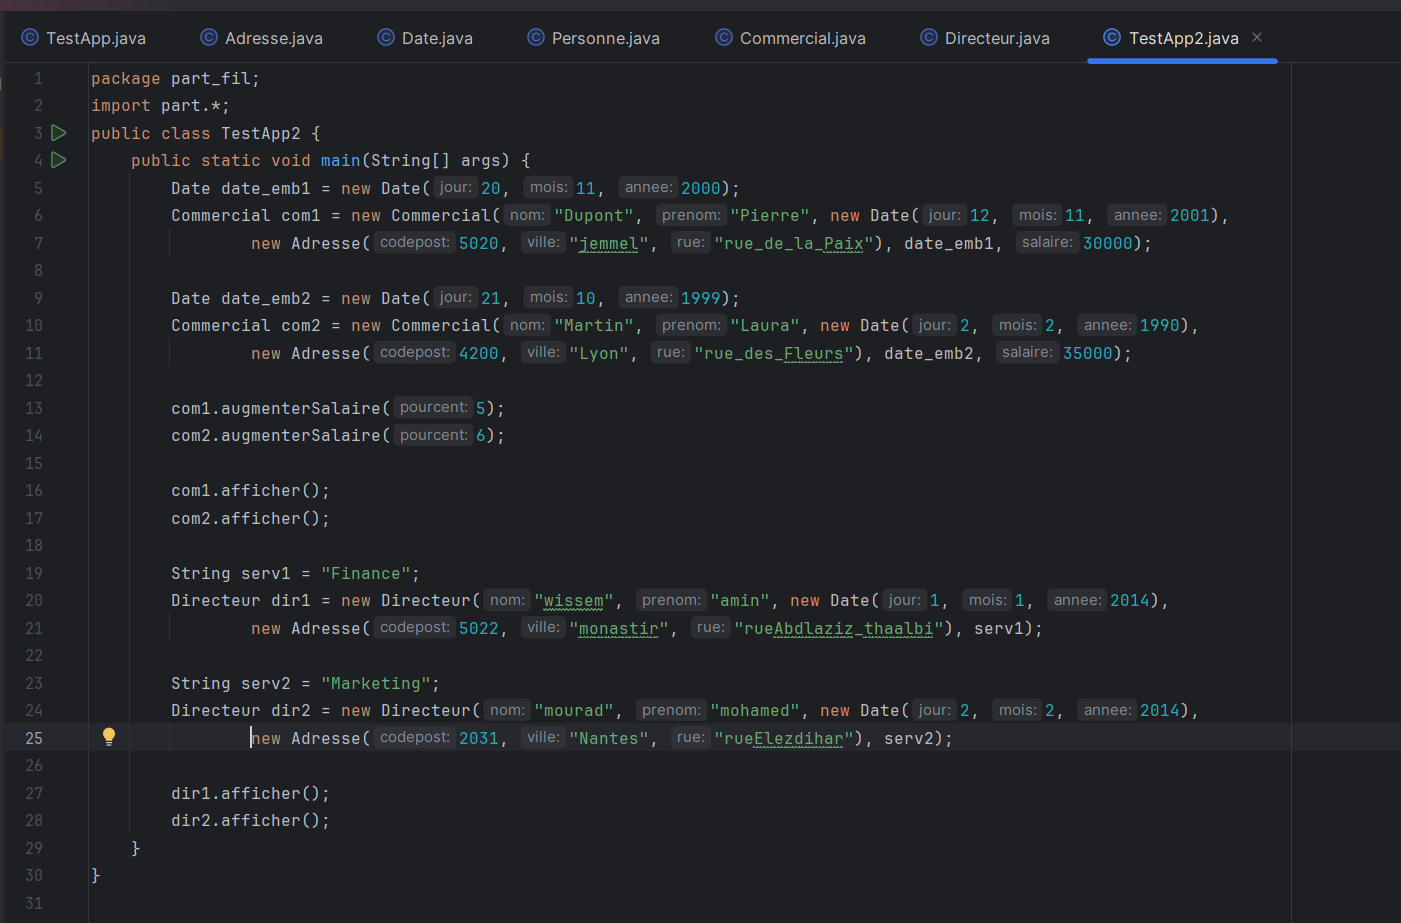 TestApp.java Adresse.java Date.java Personne.java Commercial.java Directeur.java TestApp2.java
1 package part_fil;
2 import part.*;
3 public class TestApp2 {
4 public static void main(String[] args) {
5 Date date_emb1 = new Date( jour: 20, mois: 11, annee: 2000);
6 Commercial com1 = new Commercial( nom: "Dupont", prenom: "Pierre", new Date( jour: 12, mois: 11, annee: 2001),
7 new Adresse( codepost: 5020, ville: "jemmel", rue: "rue_de_la_Paix"), date_emb1, salaire: 30000);
8
9 Date date_emb2 = new Date( jour: 21, mois: 10, annee: 1999);
10 Commercial com2 = new Commercial( nom: "Martin", prenom: "Laura", new Date( jour: 2, mois: 2, annee: 1990),
11 new Adresse( codepost: 4200, ville: "Lyon", rue: "rue_des_Fleurs"), date_emb2, salaire: 35000);
12
13 com1.augmenterSalaire( pourcent: 5);
14 com2.augmenterSalaire( pourcent: 6);
15
16 com1.afficher();
17 com2.afficher();
18
19 String serv1 = "Finance";
20 Directeur dir1 = new Directeur( nom: "wissem", prenom: "amin", new Date( jour: 1, mois: 1, annee: 2014),
21 new Adresse( codepost: 5022, ville: "monastir", rue: "rueAbdlaziz_thaalbi"), serv1);
22
23 String serv2 = "Marketing";
24 Directeur dir2 = new Directeur( nom: "mourad", prenom: "mohamed", new Date( jour: 2, mois: 2, annee: 2014),
25 new Adresse( codepost: 2031, ville: "Nantes", rue: "rueElezdihar"), serv2);
26
27 dir1.afficher();
28 dir2.afficher();
29 }
30 }
31